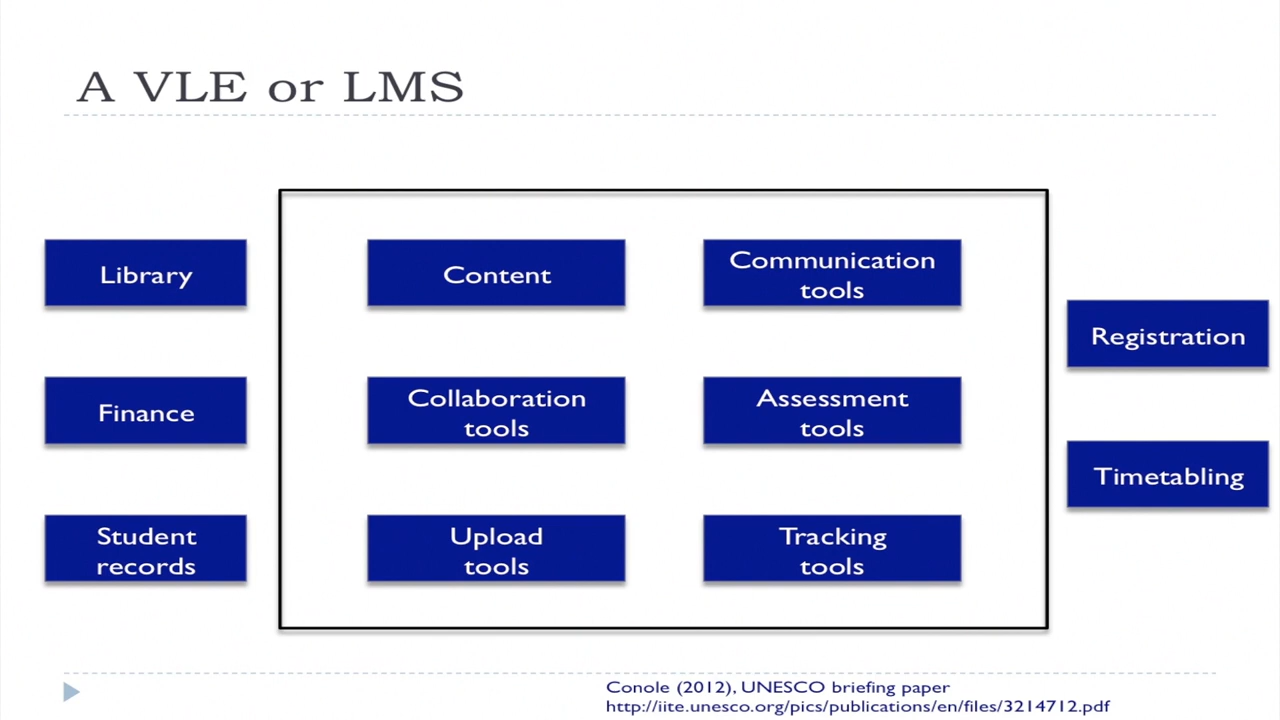 A VLE or LMS
Library
Finance
Student
records
Content
Communication
tools
Collaboration
tools
Assessment
tools
Upload
tools
Tracking
tools
Registration
Timetabling
Conole (2012), UNESCO briefing paper
http://iite.unesco.org/pics/publications/en/files/3214712.pdf